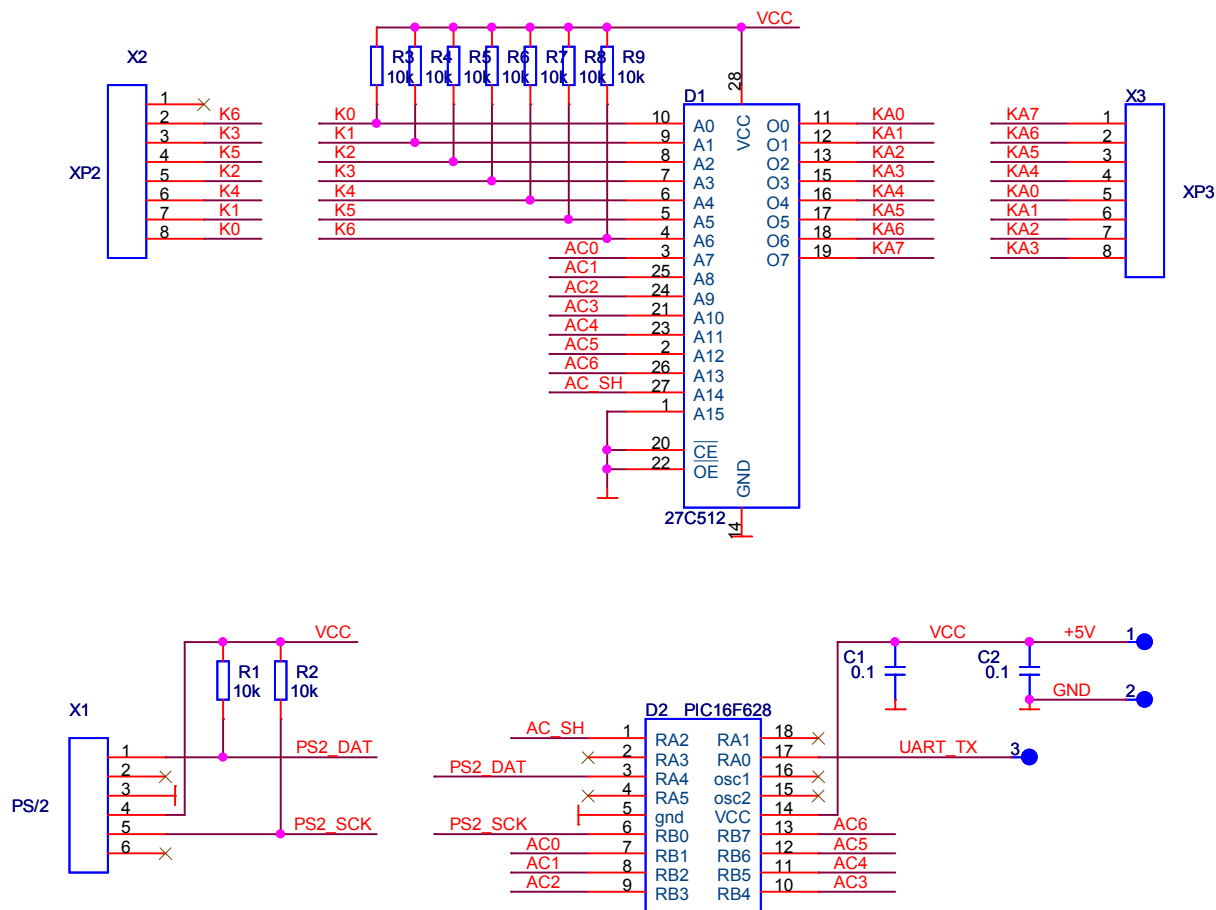 VCC
X2
R3 R4 R5 R6 R7 R8 R9
10k 10k 10k 10k 10k 10k 10k
28
D1
X3
1
2 K6
3 K3
4 K5
5 K2
6 K4
7 K1
8 K0
XP2
K0 10 A0
K1 9 A1
K2 8 A2
K3 7 A3
K4 6 A4
K5 5 A5
K6 4 A6
AC0 3 A7
AC1 25 A8
AC2 24 A9
AC3 21 A10
AC4 23 A11
AC5 2 A12
AC6 26 A13
AC_SH 27 A14
1 A15
20 CE
22 OE
VCC
GND
O0 11 KA0
O1 12 KA1
O2 13 KA2
O3 15 KA3
O4 16 KA4
O5 17 KA5
O6 18 KA6
O7 19 KA7
KA7 1
KA6 2
KA5 3
KA4 4
KA0 5
KA1 6
KA2 7
KA3 8
XP3
27C512
14
VCC
R1
10k
R2
10k
X1
PS/2
1 PS2_DAT
2
3
4
5 PS2_SCK
6
D2 PIC16F628
AC_SH 1 RA2
2 RA3
PS2_DAT 3 RA4
4 RA5
5 gnd
PS2_SCK 6 RB0
AC0 7 RB1
AC1 8 RB2
AC2 9 RB3
RA1 18
RA0 17 UART_TX 3
osc1 16
osc2 15
VCC 14
RB7 13 AC6
RB6 12 AC5
RB5 11 AC4
RB4 10 AC3
VCC +5V 1
C1
0.1
C2
0.1
GND 2